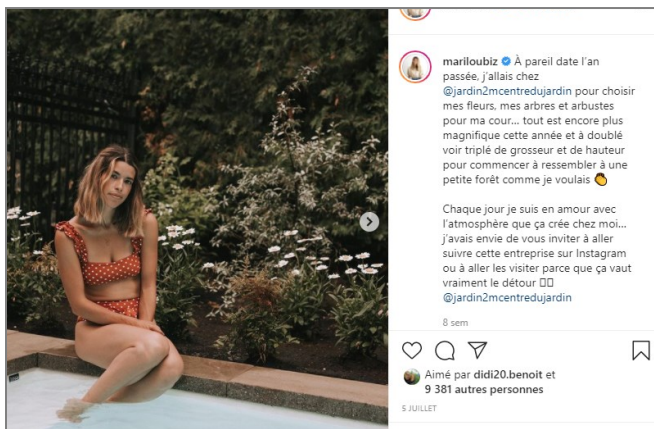 mariloubiz À pareil date l'an
passée, j'allais chez
@jardin2mcentredujardin pour choisir
mes fleurs, mes arbres et arbustes
pour ma cour... tout est encore plus
magnifique cette année et à doublé
voir triplé de grosseur et de hauteur
pour commencer à ressembler à une
petite forêt comme je voulais 👏
Chaque jour je suis en amour avec
l'atmosphère que ça crée chez moi...
j'avais envie de vous inviter à aller
suivre cette entreprise sur Instagram
ou à aller les visiter parce que ça vaut
vraiment le détour
@jardin2mcentredujardin
8 sem
Aimé par didi20.benoit et
9 381 autres personnes
5 JUILLET